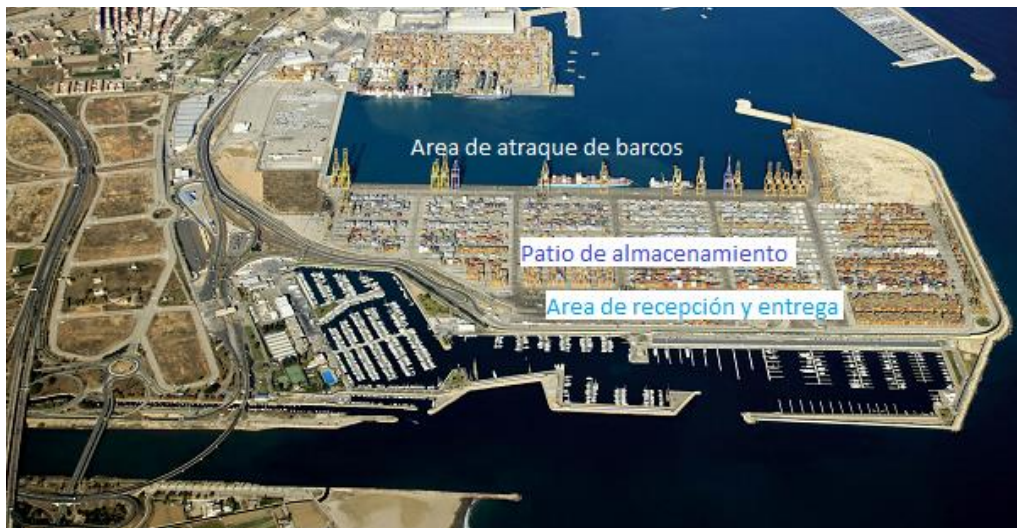 Area de atraque de barcos
Patio de almacenamiento
Area de recepción y entrega